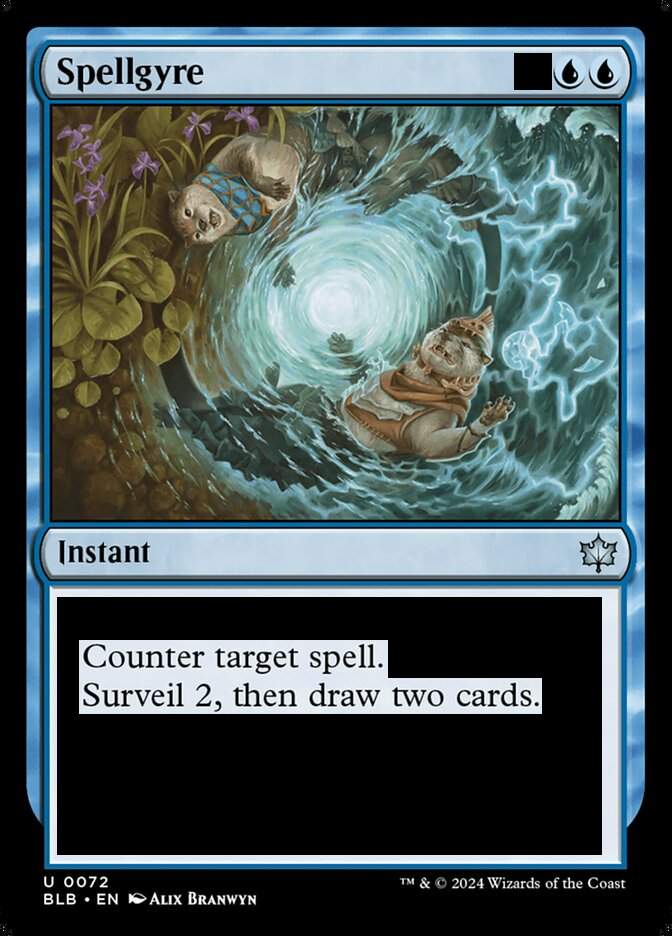 Spellgyre
Instant
Counter target spell.
Surveil 2, then draw two cards.
U 0072
™ & © 2024 Wizards of the Coast
BLB • EN Alix Branwyn